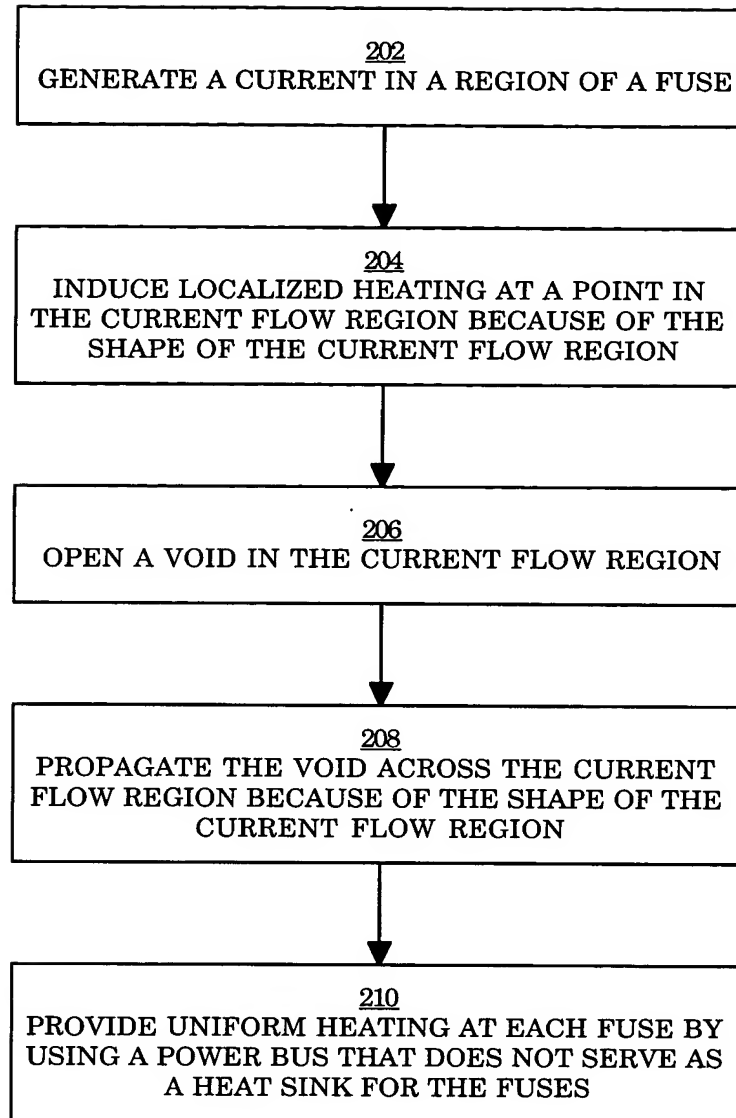 202
GENERATE A CURRENT IN A REGION OF A FUSE
204
INDUCE LOCALIZED HEATING AT A POINT IN
THE CURRENT FLOW REGION BECAUSE OF THE
SHAPE OF THE CURRENT FLOW REGION
206
OPEN A VOID IN THE CURRENT FLOW REGION
208
PROPAGATE THE VOID ACROSS THE CURRENT
FLOW REGION BECAUSE OF THE SHAPE OF THE
CURRENT FLOW REGION
210
PROVIDE UNIFORM HEATING AT EACH FUSE BY
USING A POWER BUS THAT DOES NOT SERVE AS
A HEAT SINK FOR THE FUSES